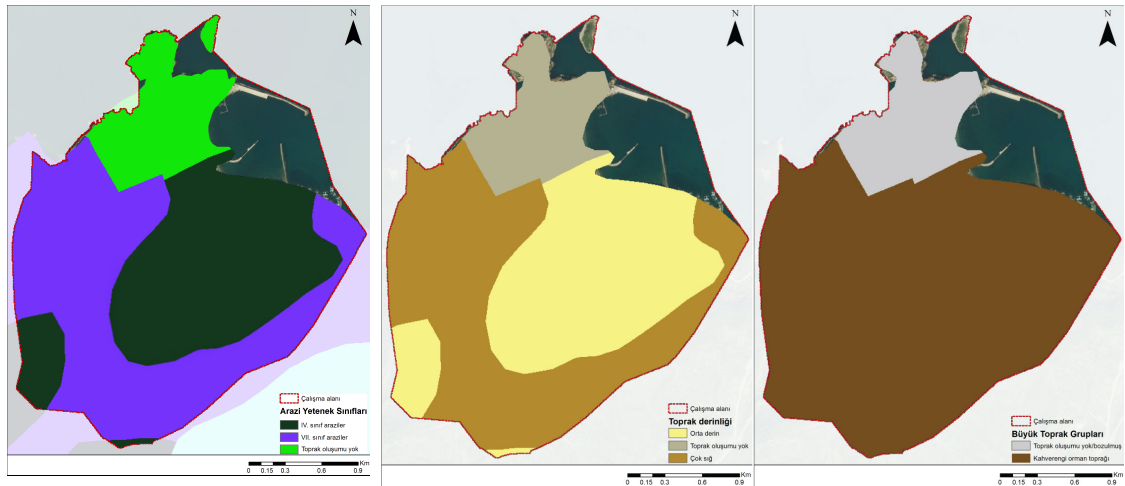 N
Çalışma alanı
Arazi Yetenek Sınıfları
IV. sınıf araziler
VII. sınıf araziler
Toprak oluşumu yok
Km
0 0.15 0.3 0.6 0.9
N
Çalışma alanı
Toprak derinliği
Orta derin
Toprak oluşumu yok
Çok sığ
Km
0 0.15 0.3 0.6 0.9
N
Çalışma alanı
Büyük Toprak Grupları
Toprak oluşumu yok/bozulmuş
Kahverengi orman toprağı
Km
0 0.15 0.3 0.6 0.9